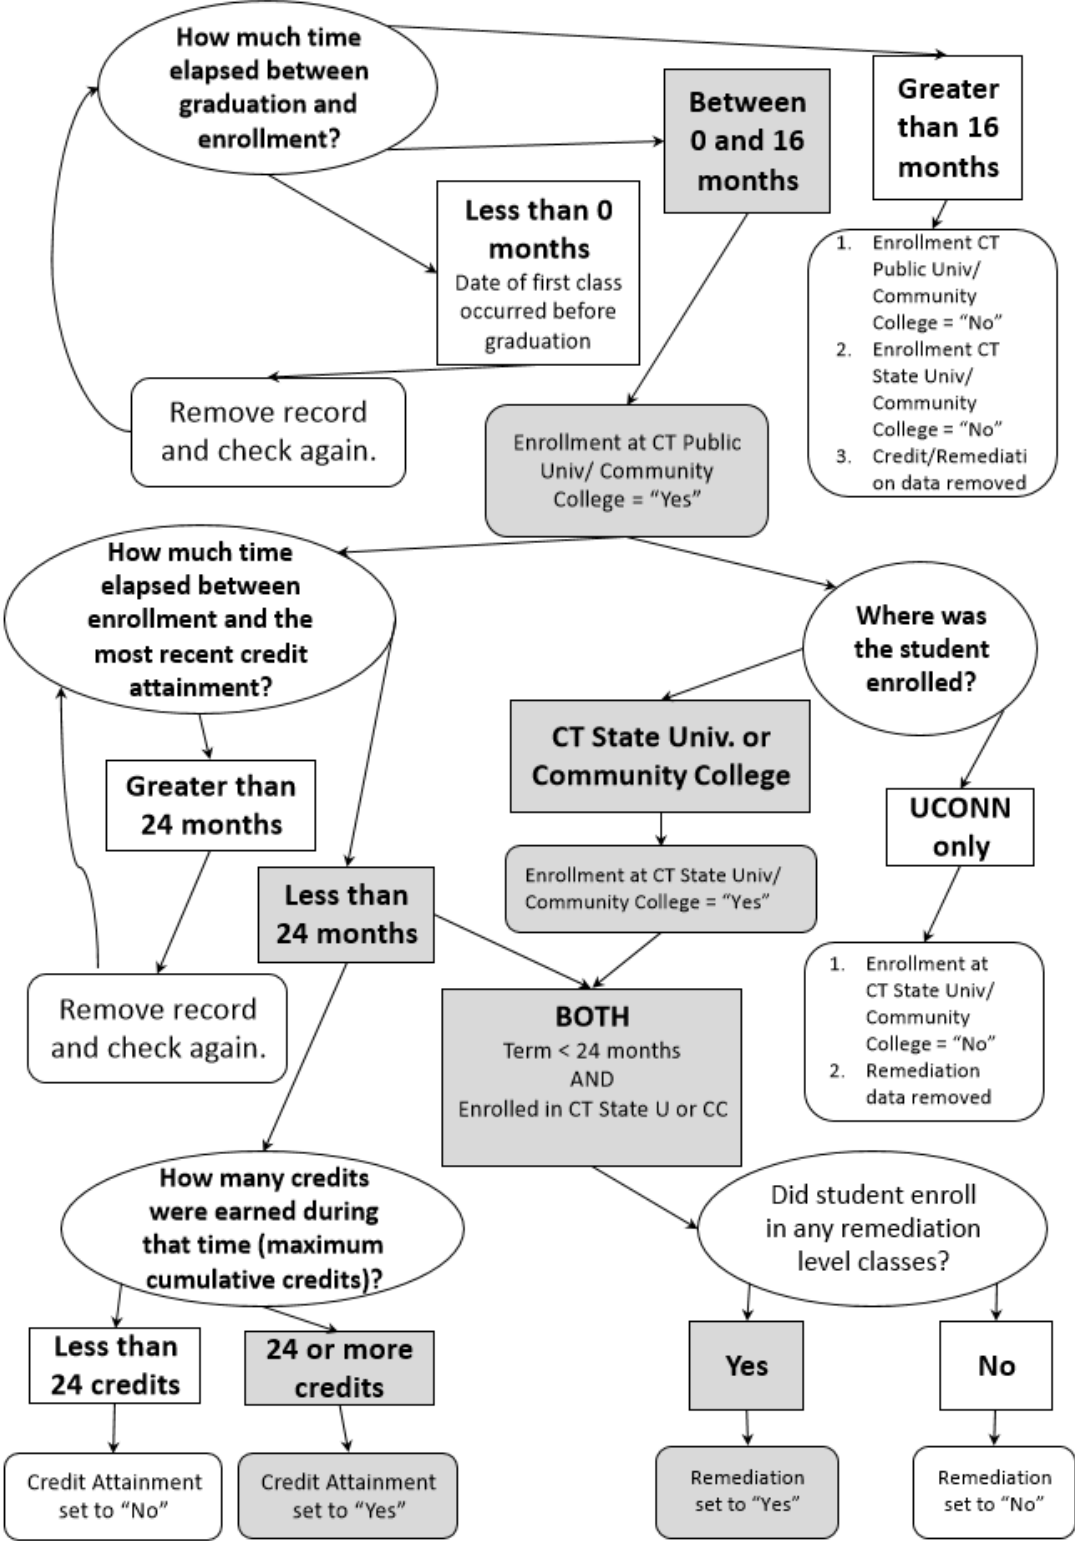 How much time
elapsed between
graduation and
enrollment?
Between
0 and 16
months
Greater
than 16
months
Less than 0
months
Date of first class
occurred before
graduation
1. Enrollment CT
Public Univ/
Community
College = “No”
2. Enrollment CT
State Univ/
Community
College = “No”
3. Credit/Remediati
on data removed
Remove record
and check again.
Enrollment at CT Public
Univ/ Community
College = “Yes”
How much time
elapsed between
enrollment and the
most recent credit
attainment?
Where was
the student
enrolled?
CT State Univ. or
Community College
Greater than
24 months
UCONN
only
Enrollment at CT State Univ/
Community College = “Yes”
Less than
24 months
1. Enrollment at
CT State Univ/
Community
College = “No”
2. Remediation
data removed
Remove record
and check again.
BOTH
Term < 24 months
AND
Enrolled in CT State U or CC
How many credits
were earned during
that time (maximum
cumulative credits)?
Did student enroll
in any remediation
level classes?
Less than
24 credits
24 or more
credits
Yes
No
Credit Attainment
set to “No”
Credit Attainment
set to “Yes”
Remediation
set to “Yes”
Remediation
set to “No”